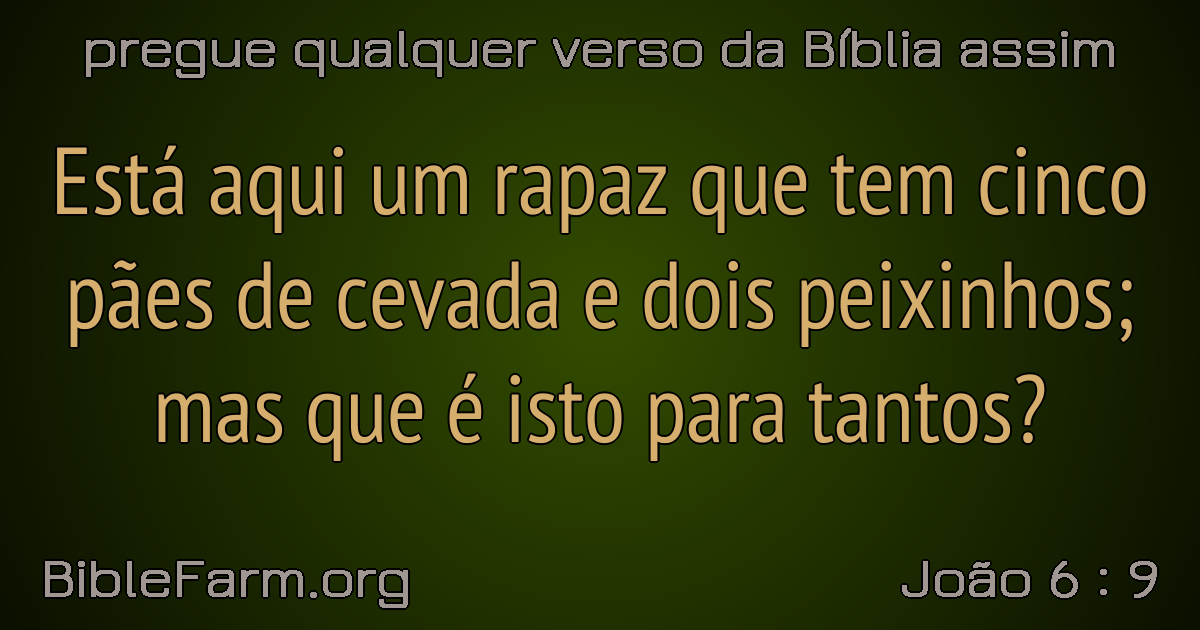 pregue qualquer verso da Bíblia assim
Está aqui um rapaz que tem cinco
pães de cevada e dois peixinhos;
mas que é isto para tantos?
BibleFarm.org
João 6 : 9